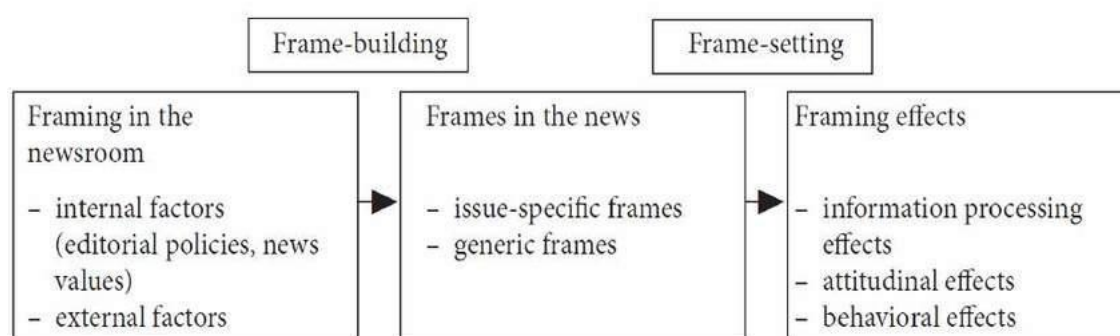 Frame-building
Frame-setting
Framing in the
newsroom
– internal factors
(editorial policies, news
values)
– external factors
Frames in the news
– issue-specific frames
– generic frames
Framing effects
– information processing
effects
– attitudinal effects
– behavioral effects